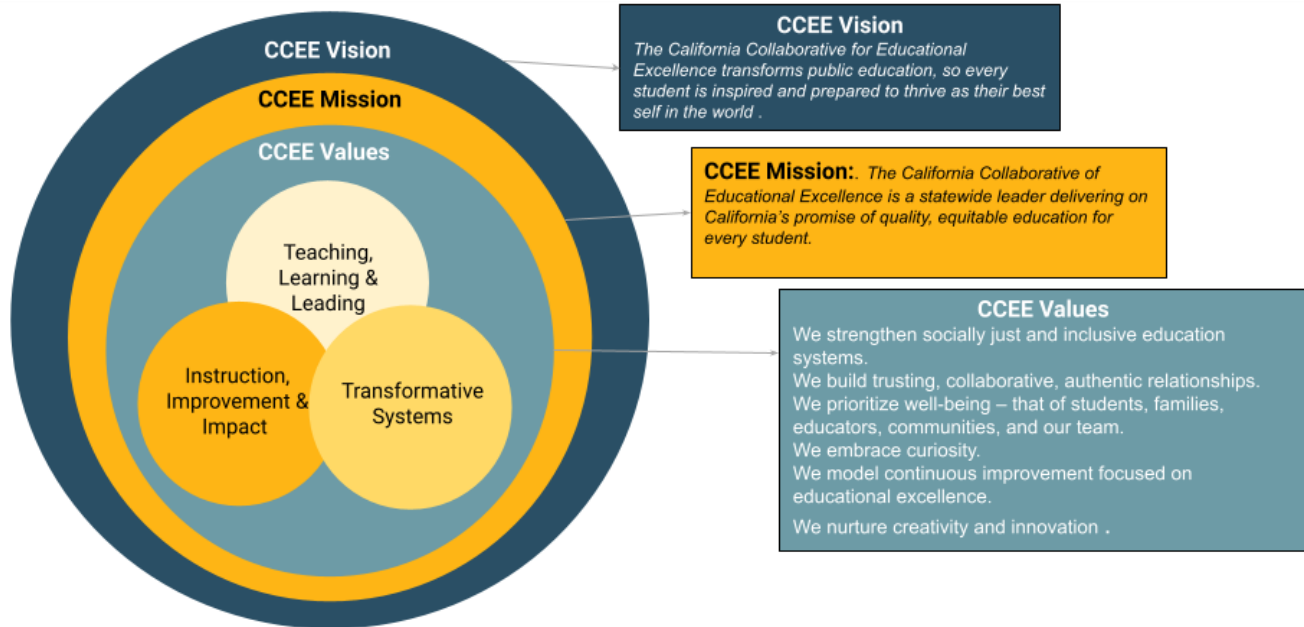 CCEE Vision
CCEE Mission
CCEE Values
Teaching,
Learning &
Leading
Instruction,
Improvement &
Impact
Transformative
Systems
CCEE Vision
The California Collaborative for Educational
Excellence transforms public education, so every
student is inspired and prepared to thrive as their best
self in the world .
CCEE Mission:. The California Collaborative of
Educational Excellence is a statewide leader delivering on
California’s promise of quality, equitable education for
every student.
CCEE Values
We strengthen socially just and inclusive education
systems.
We build trusting, collaborative, authentic relationships.
We prioritize well-being – that of students, families,
educators, communities, and our team.
We embrace curiosity.
We model continuous improvement focused on
educational excellence.
We nurture creativity and innovation .